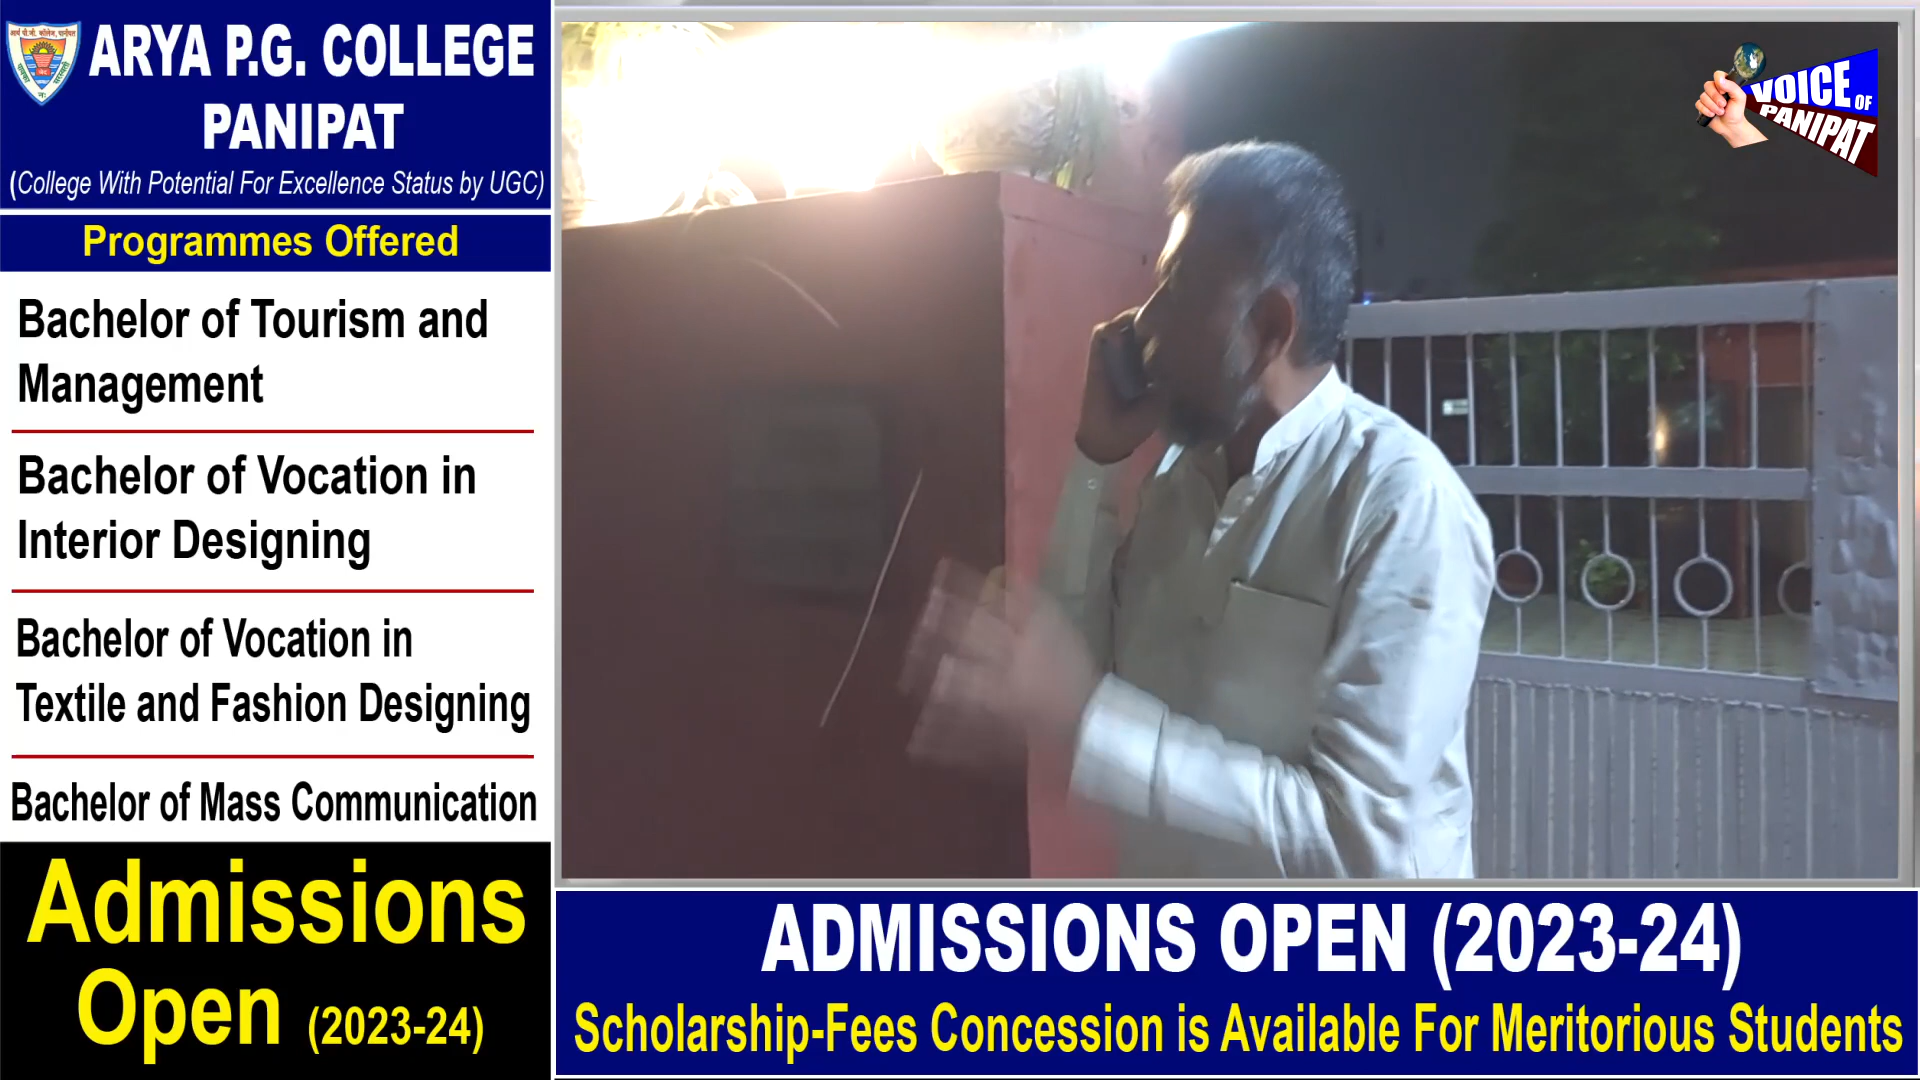 ARYA P.G. COLLEGE
PANIPAT
(College With Potential For Excellence Status by UGC)
Programmes Offered
Bachelor of Tourism and
Management
Bachelor of Vocation in
Interior Designing
Bachelor of Vocation in
Textile and Fashion Designing
Bachelor of Mass Communication
Admissions
Open (2023-24)
VOICE OF
PANIPAT
ADMISSIONS OPEN (2023-24)
Scholarship-Fees Concession is Available For Meritorious Students